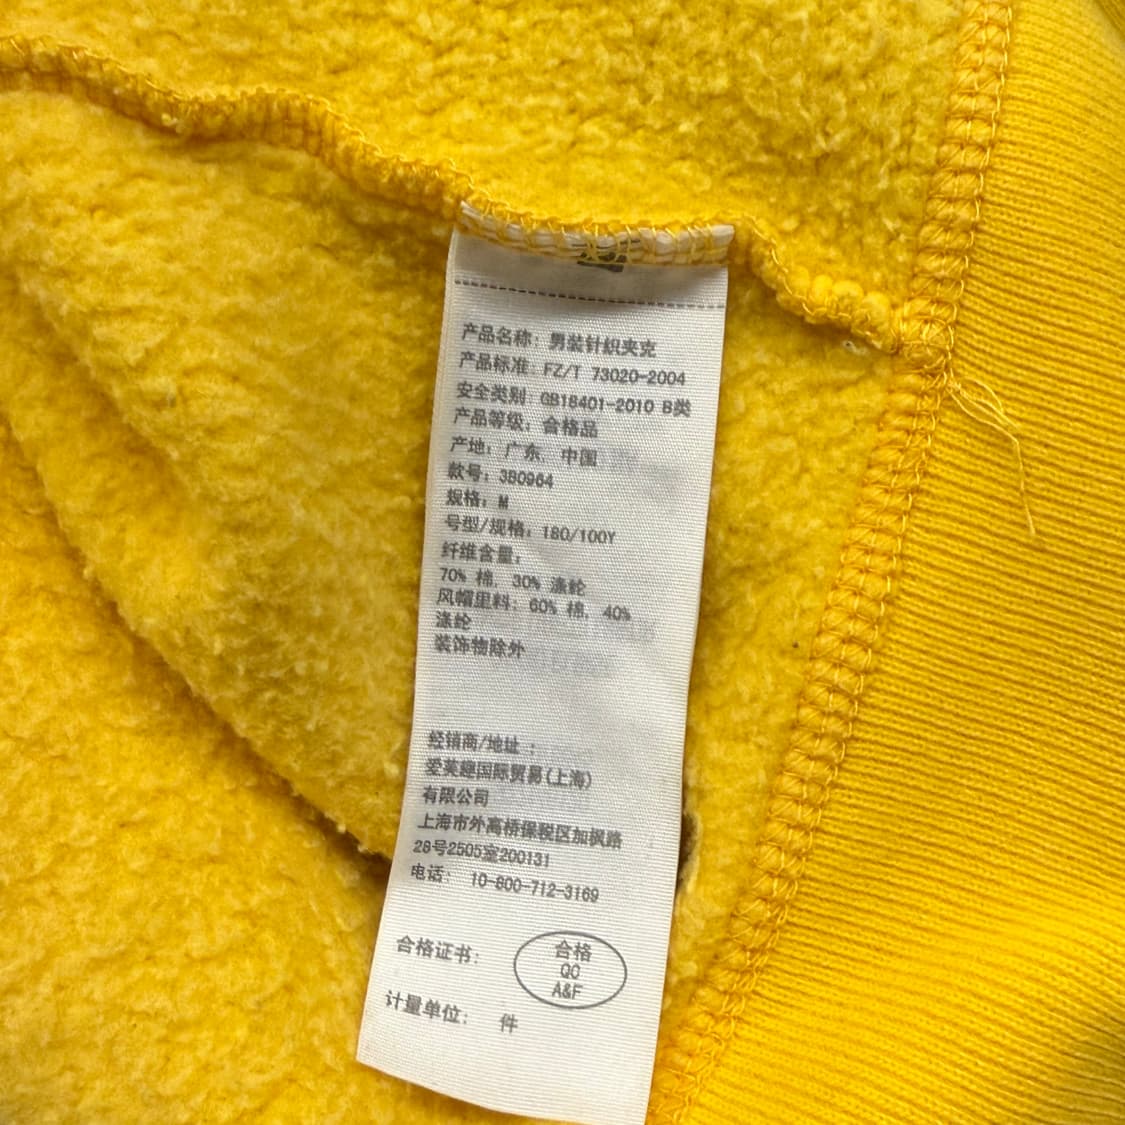 产品名称：男装针织夹克
产品标准：FZ/T 73020-2004
安全类别 GB18401-2010 B类
产品等级：合格品
产地：广东，中国
款号：380964
规格：M
号型/规格：180/100Y
纤维含量：
70% 棉，30% 涤纶
风帽里料：60% 棉，40%
涤纶
装饰物除外
经销商/地址：
爱芙趣国际贸易(上海)
有限公司
上海市外高桥保税区加枫路
28号2505室200131
电话： 10-800-712-3169
合格证书：
合格
QC
A&F
计量单位： 件